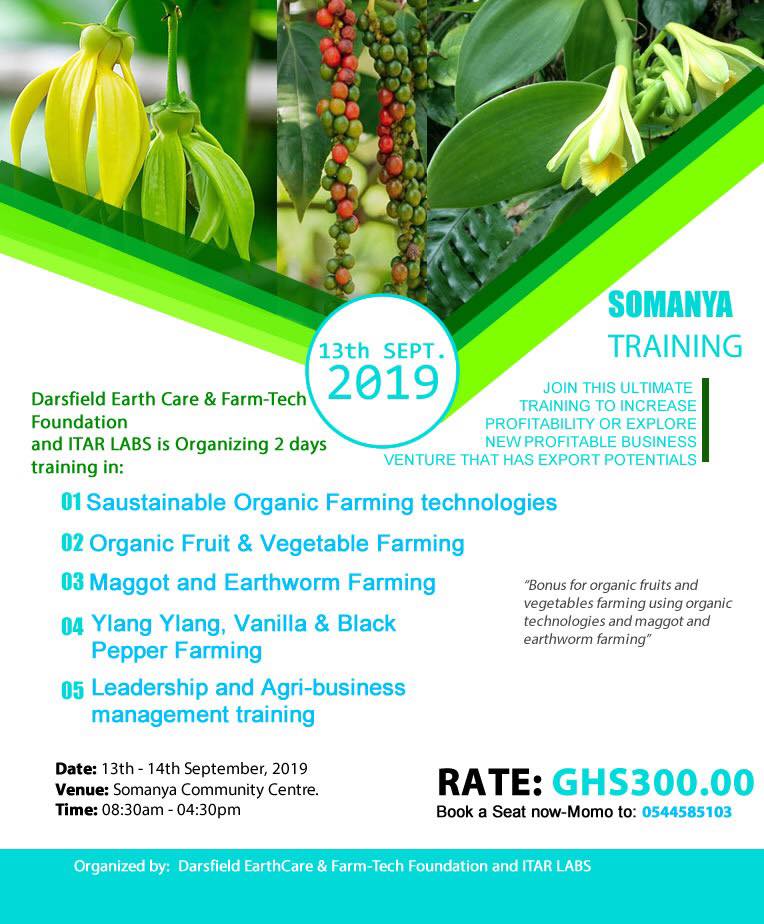 13th SEPT.
2019
SOMANYA
TRAINING
JOIN THIS ULTIMATE
TRAINING TO INCREASE
PROFITABILITY OR EXPLORE
NEW PROFITABLE BUSINESS
VENTURE THAT HAS EXPORT POTENTIALS
Darsfield Earth Care & Farm-Tech
Foundation
and ITAR LABS is Organizing 2 days
training in:
01 Saustainable Organic Farming technologies
02 Organic Fruit & Vegetable Farming
03 Maggot and Earthworm Farming
04 Ylang Ylang, Vanilla & Black
Pepper Farming
05 Leadership and Agri-business
management training
“Bonus for organic fruits and
vegetables farming using organic
technologies and maggot and
earthworm farming”
Date: 13th - 14th September, 2019
Venue: Somanya Community Centre.
Time: 08:30am - 04:30pm
RATE: GHS300.00
Book a Seat now-Momo to: 0544585103
Organized by: Darsfield EarthCare & Farm-Tech Foundation and ITAR LABS